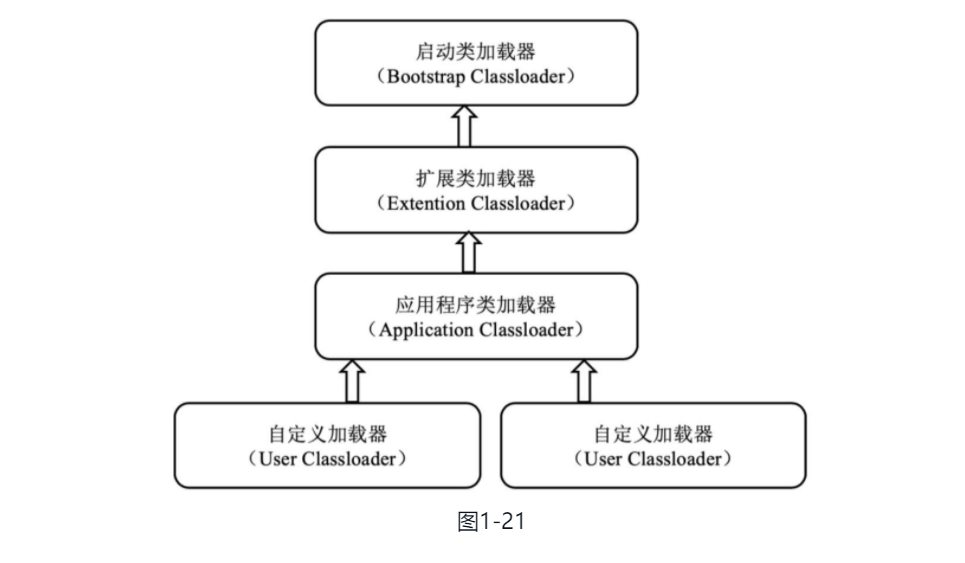 启动类加载器
（Bootstrap Classloader）
扩展类加载器
（Extention Classloader）
应用程序类加载器
（Application Classloader）
自定义加载器
（User Classloader）
自定义加载器
（User Classloader）
图1-21